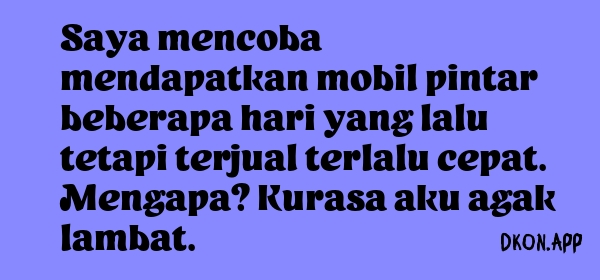 Saya mencoba
mendapatkan mobil pintar
beberapa hari yang lalu
tetapi terjual terlalu cepat.
Mengapa? Kurasa aku agak
lambat.
DKON.APP